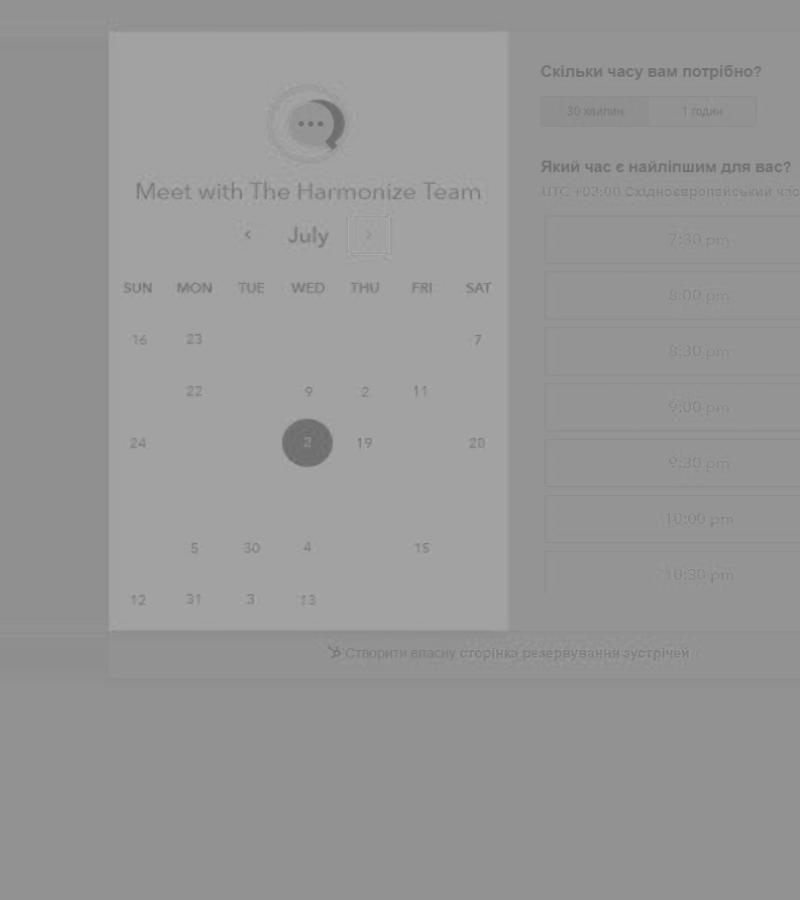 Meet with The Harmonize Team
July
SUN MON TUE WED THU FRI SAT
16 23 7
22 9 2 11
24 2 19 20
5 30 4 15
12 31 3 13
Скільки часу вам потрібно?
30 хвилин 1 годин
Який час є найліпшим для вас?
UTC +03:00 Східноєвропейський час
7:30 pm
8:00 pm
8:30 pm
9:00 pm
9:30 pm
10:00 pm
10:30 pm
Створити власну сторінка резервування зустрічей